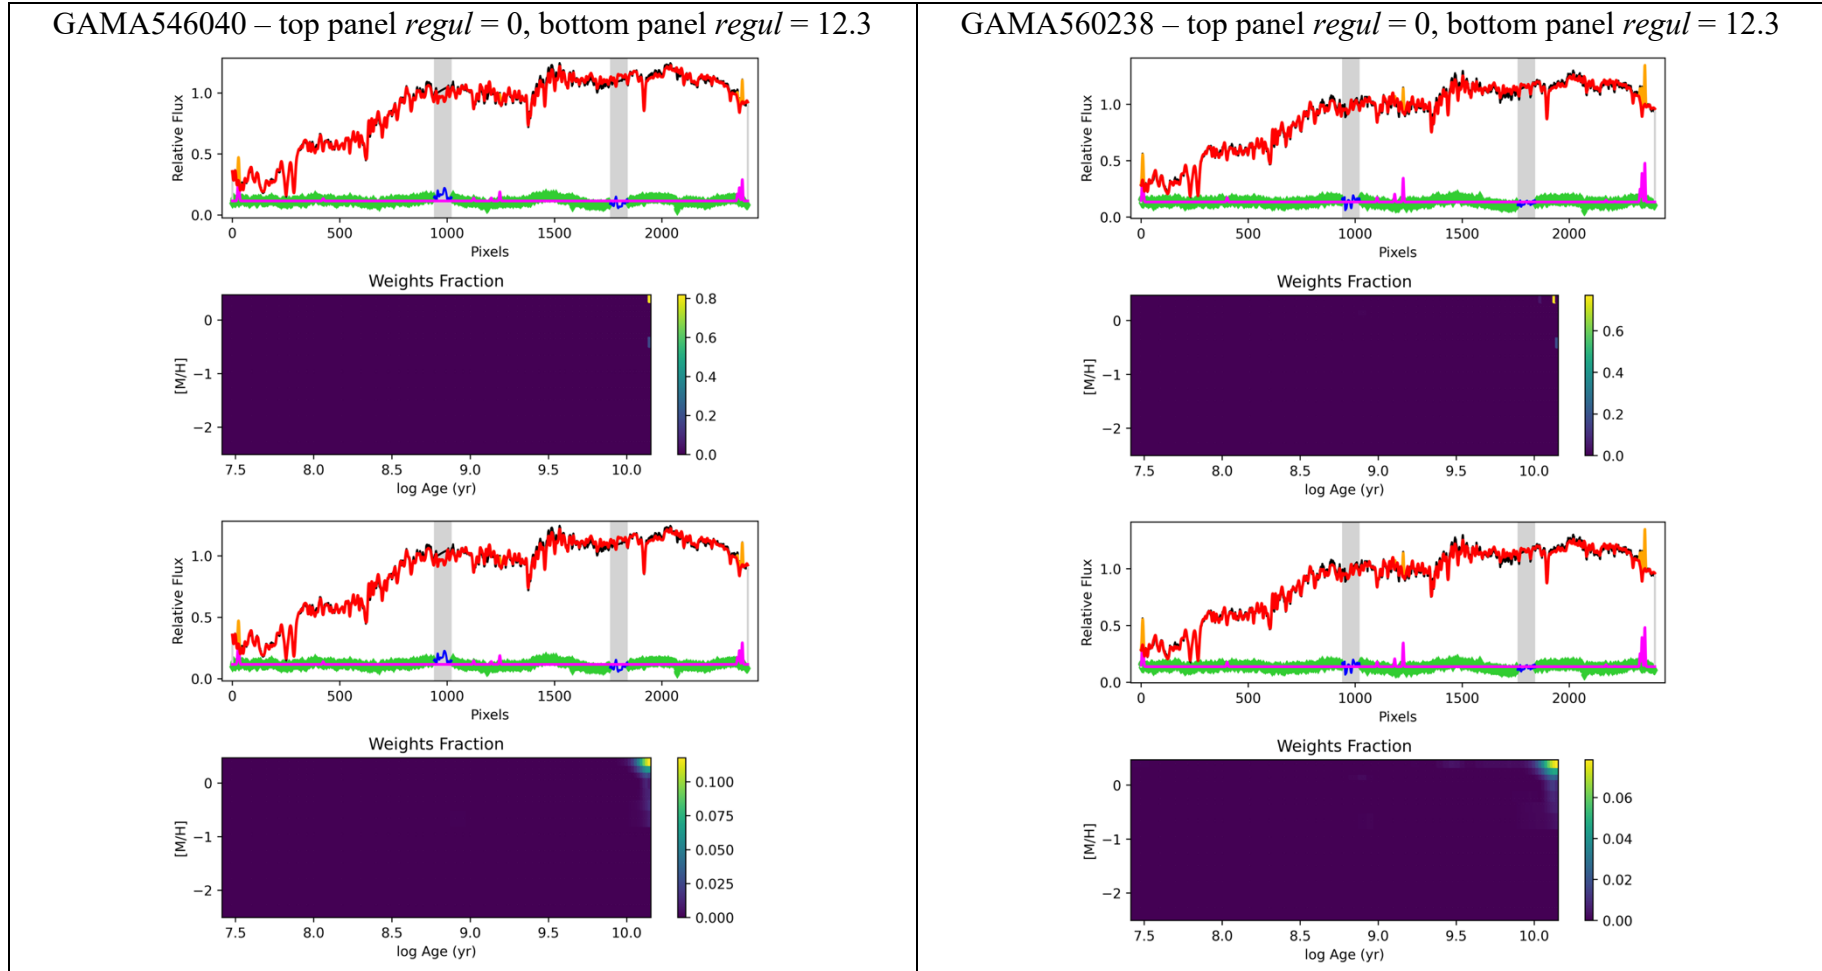 GAMA546040 – top panel regul = 0, bottom panel regul = 12.3
1.0
0.5
0.0
Relative Flux
0 500 1000 1500 2000
Pixels
Weights Fraction
0
−1
−2
[M/H]
7.5 8.0 8.5 9.0 9.5 10.0
log Age (yr)
0.8
0.6
0.4
0.2
0.0
1.0
0.5
0.0
Relative Flux
0 500 1000 1500 2000
Pixels
Weights Fraction
0
−1
−2
[M/H]
7.5 8.0 8.5 9.0 9.5 10.0
log Age (yr)
0.100
0.075
0.050
0.025
0.000
GAMA560238 – top panel regul = 0, bottom panel regul = 12.3
1.0
0.5
0.0
Relative Flux
0 500 1000 1500 2000
Pixels
Weights Fraction
0
−1
−2
[M/H]
7.5 8.0 8.5 9.0 9.5 10.0
log Age (yr)
0.6
0.4
0.2
0.0
1.0
0.5
0.0
Relative Flux
0 500 1000 1500 2000
Pixels
Weights Fraction
0
−1
−2
[M/H]
7.5 8.0 8.5 9.0 9.5 10.0
log Age (yr)
0.06
0.04
0.02
0.00